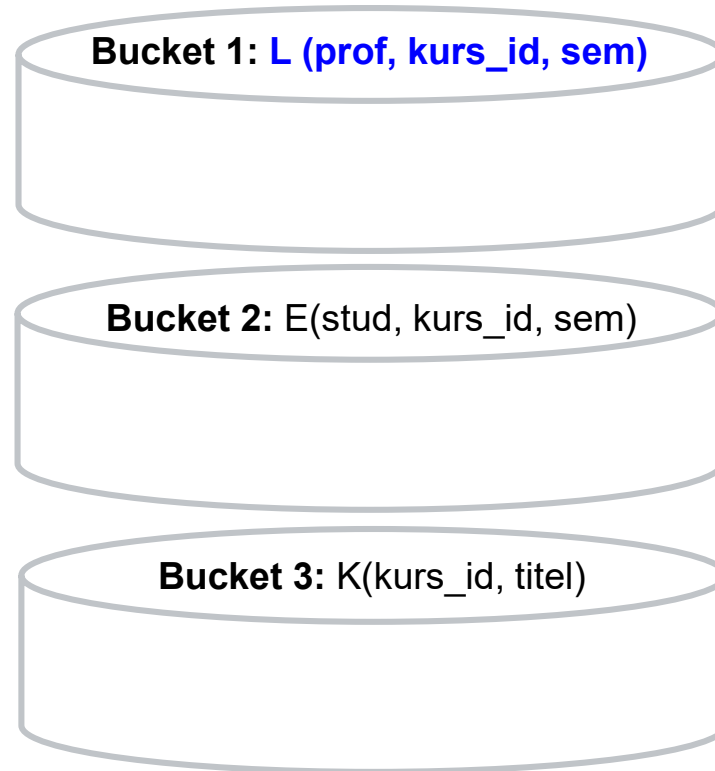 Bucket 1: L (prof, kurs_id, sem)
Bucket 2: E(stud, kurs_id, sem)
Bucket 3: K(kurs_id, titel)